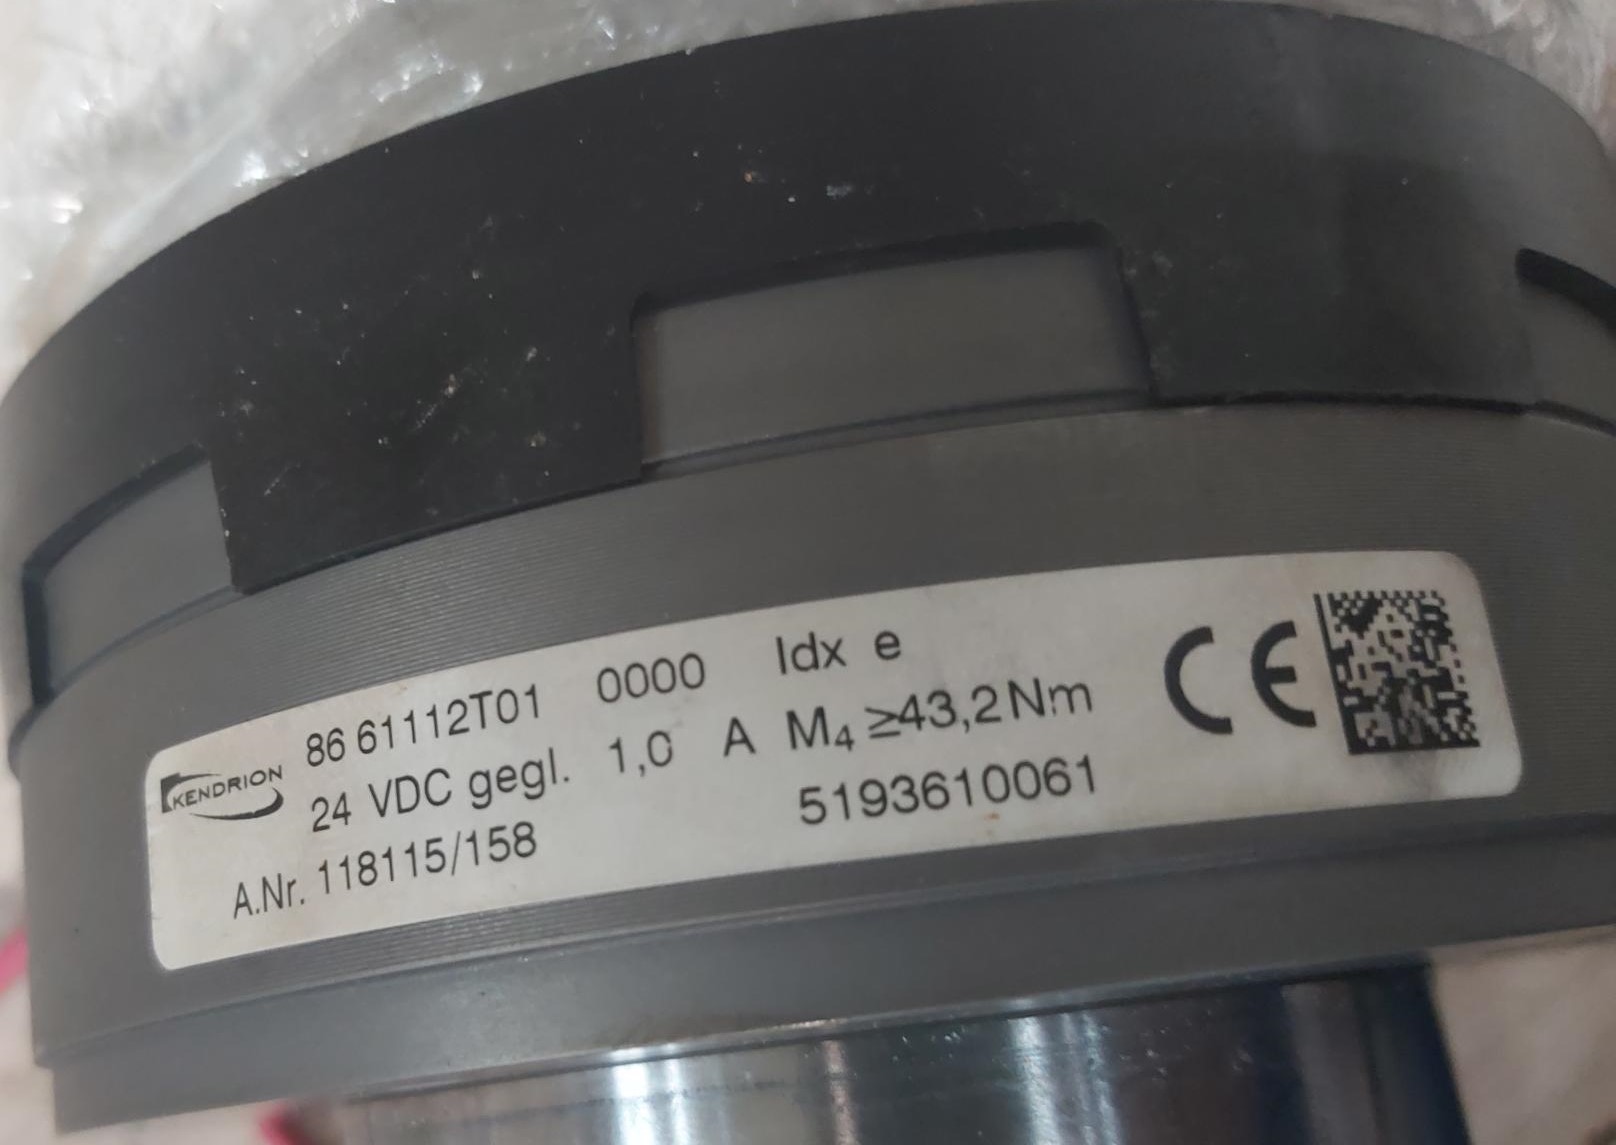 KENDRION
86 61112T01 0000 Idx e
24 VDC gegl. 1,0 A M4 ≥43,2Nm
A.Nr. 118115/158 5193610061
CE